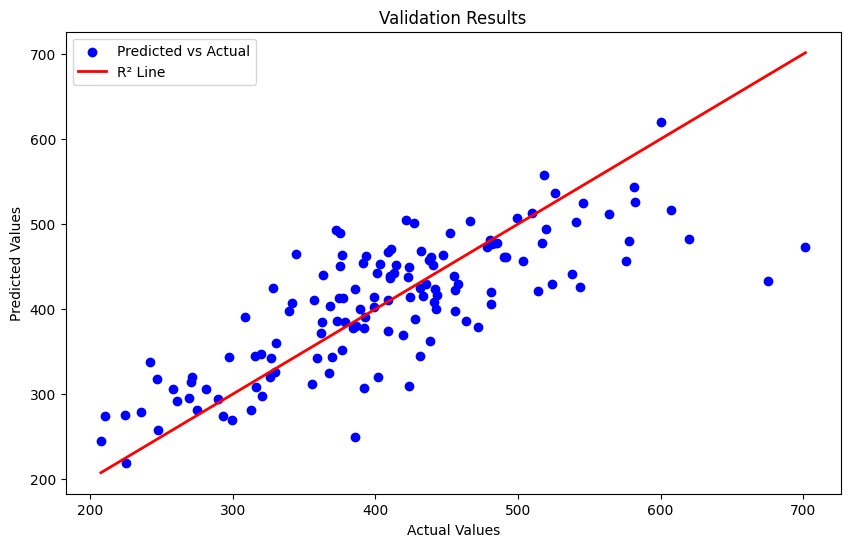 Validation Results
Predicted vs Actual
R² Line
700
600
500
400
300
200
Predicted Values
200 300 400 500 600 700
Actual Values